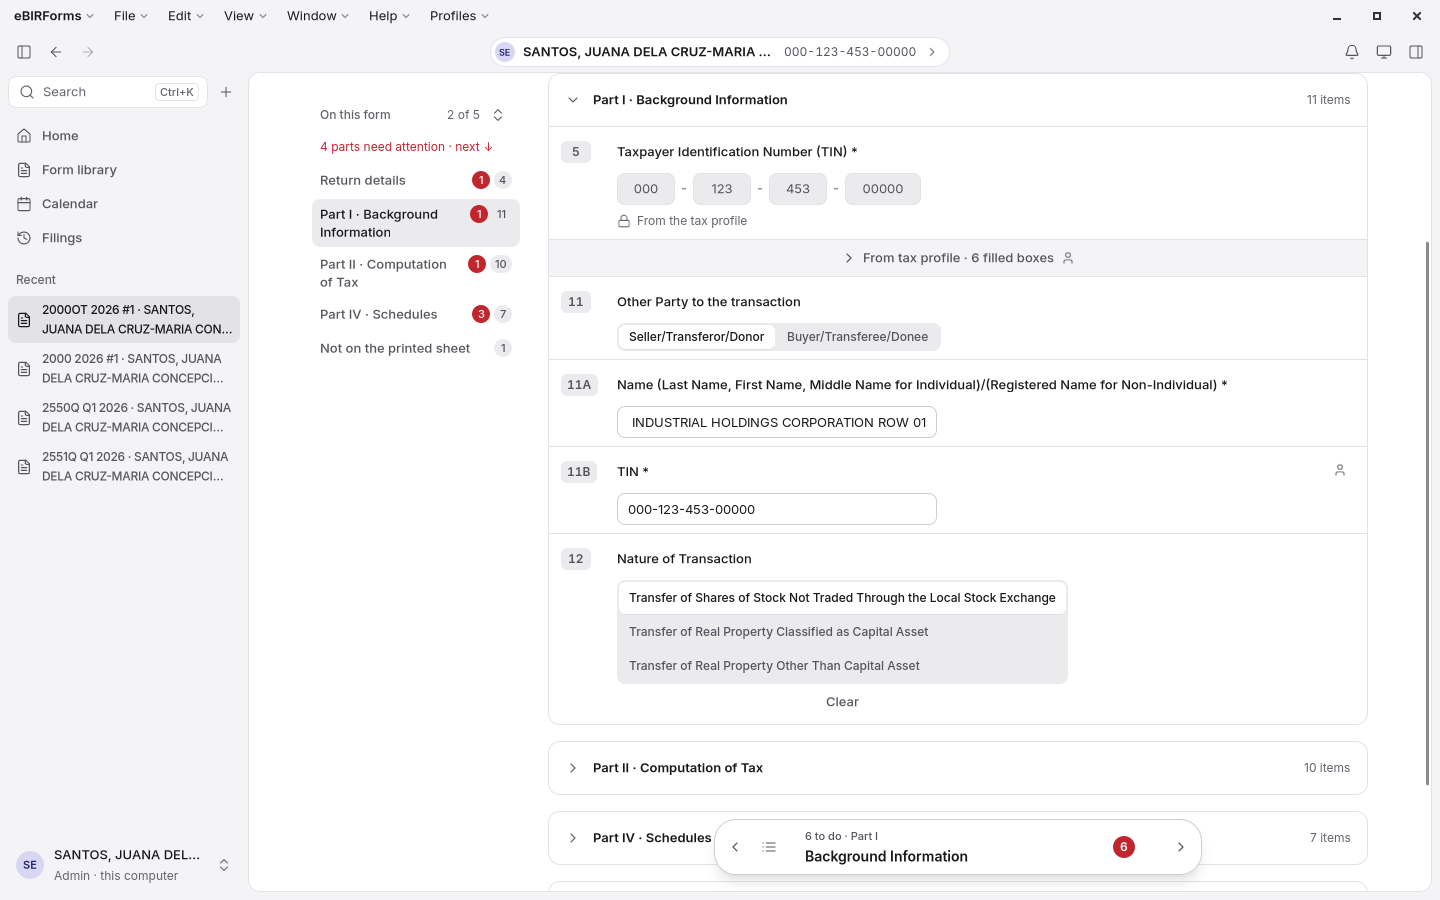 eBIRForms File Edit View Window Help Profiles
SE SANTOS, JUANA DELA CRUZ-MARIA ... 000-123-453-00000
Search Ctrl+K
Home
Form library
Calendar
Filings
Recent
2000OT 2026 #1 · SANTOS,
JUANA DELA CRUZ-MARIA CON...
2000 2026 #1 · SANTOS, JUANA
DELA CRUZ-MARIA CONCEPCI...
2550Q Q1 2026 · SANTOS, JUANA
DELA CRUZ-MARIA CONCEPCI...
2551Q Q1 2026 · SANTOS, JUANA
DELA CRUZ-MARIA CONCEPCI...
SE SANTOS, JUANA DEL...
Admin · this computer
On this form 2 of 5
4 parts need attention · next ↓
Return details 1 4
Part I · Background
Information 1 11
Part II · Computation
of Tax 1 10
Part IV · Schedules 3 7
Not on the printed sheet 1
Part I · Background Information 11 items
5 Taxpayer Identification Number (TIN) *
000 - 123 - 453 - 00000
From the tax profile
From tax profile · 6 filled boxes
11 Other Party to the transaction
Seller/Transferor/Donor Buyer/Transferee/Donee
11A Name (Last Name, First Name, Middle Name for Individual)/(Registered Name for Non-Individual) *
INDUSTRIAL HOLDINGS CORPORATION ROW 01
11B TIN *
000-123-453-00000
12 Nature of Transaction
Transfer of Shares of Stock Not Traded Through the Local Stock Exchange
Transfer of Real Property Classified as Capital Asset
Transfer of Real Property Other Than Capital Asset
Clear
Part II · Computation of Tax 10 items
Part IV · Schedules 7 items
6 to do · Part I
Background Information 6